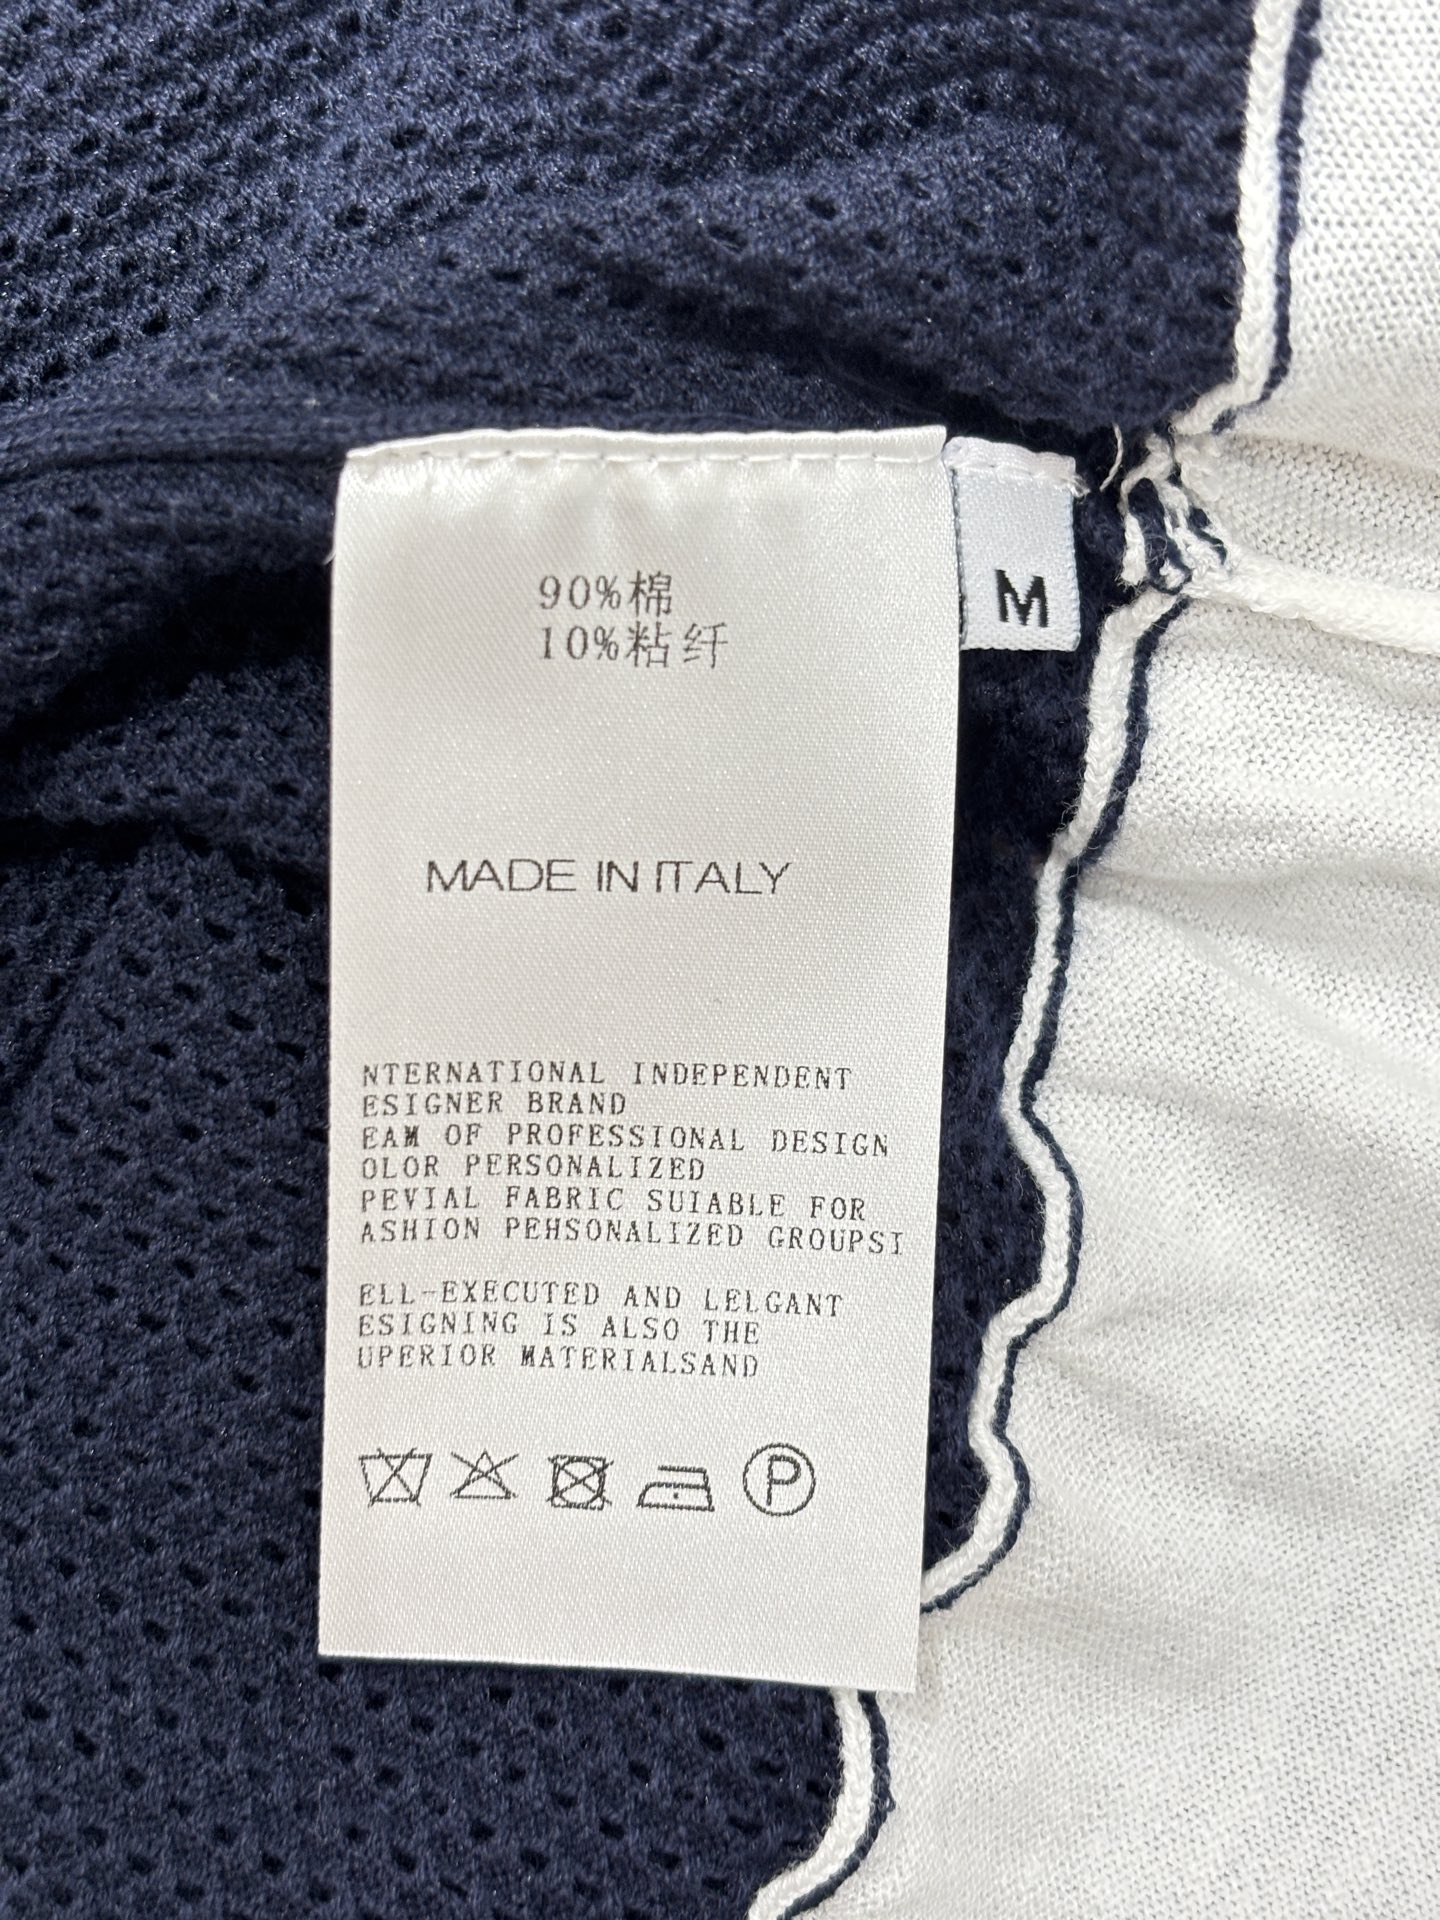 90%棉
10%粘纤
M
MADE IN ITALY
NTERNATIONAL INDEPENDENT
ESIGNER BRAND
EAM OF PROFESSIONAL DESIGN
OLOR PERSONALIZED
PEVIAL FABRIC SUIABLE FOR
ASHION PEHSONALIZED GROUPSI
ELL-EXECUTED AND LELGANT
ESIGNING IS ALSO THE
UPERIOR MATERIALSAND
P